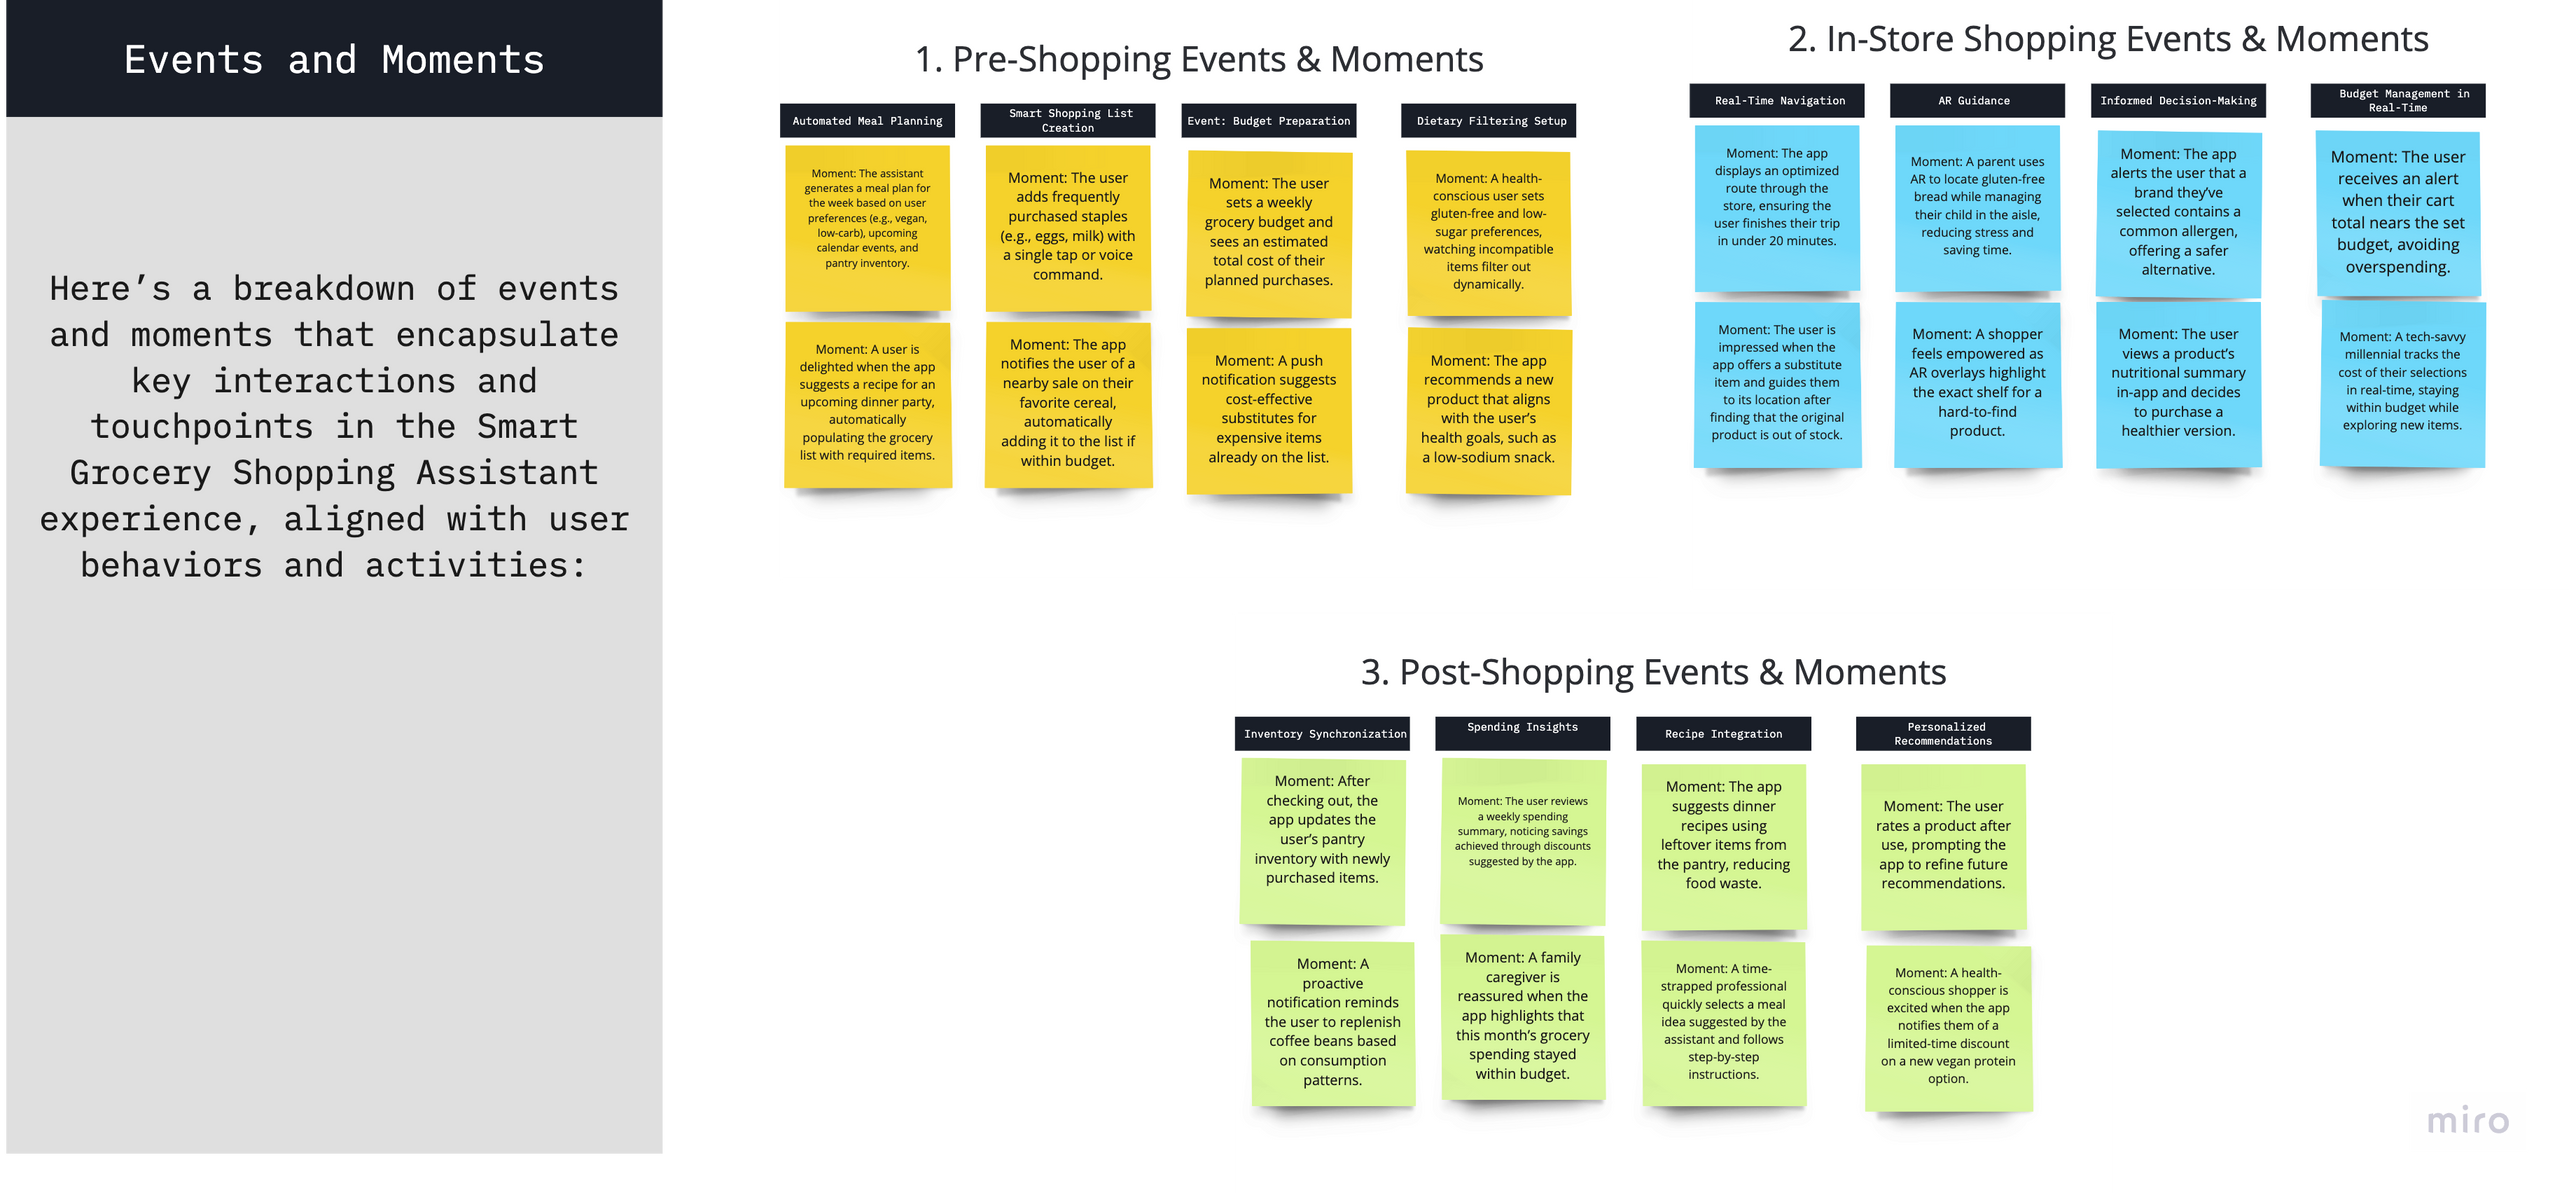 Events and Moments
Here’s a breakdown of events
and moments that encapsulate
key interactions and
touchpoints in the Smart
Grocery Shopping Assistant
experience, aligned with user
behaviors and activities:
1. Pre-Shopping Events & Moments
Automated Meal Planning
Moment: The assistant
generates a meal plan for
the week based on user
preferences (e.g., vegan,
low-carb), upcoming
calendar events, and
pantry inventory.
Moment: A user is
delighted when the app
suggests a recipe for an
upcoming dinner party,
automatically
populating the grocery
list with required items.
Smart Shopping List
Creation
Moment: The user
adds frequently
purchased staples
(e.g., eggs, milk) with
a single tap or voice
command.
Moment: The app
notifies the user of a
nearby sale on their
favorite cereal,
automatically
adding it to the list if
within budget.
Event: Budget Preparation
Moment: The user
sets a weekly
grocery budget and
sees an estimated
total cost of their
planned purchases.
Moment: A push
notification suggests
cost-effective
substitutes for
expensive items
already on the list.
Dietary Filtering Setup
Moment: A health-
conscious user sets
gluten-free and low-
sugar preferences,
watching incompatible
items filter out
dynamically.
Moment: The app
recommends a new
product that aligns
with the user’s
health goals, such as
a low-sodium snack.
2. In-Store Shopping Events & Moments
Real-Time Navigation
Moment: The app
displays an optimized
route through the
store, ensuring the
user finishes their trip
in under 20 minutes.
Moment: The user is
impressed when the
app offers a substitute
item and guides them
to its location after
finding that the original
product is out of stock.
AR Guidance
Moment: A parent uses
AR to locate gluten-free
bread while managing
their child in the aisle,
reducing stress and
saving time.
Moment: A shopper
feels empowered as
AR overlays highlight
the exact shelf for a
hard-to-find
product.
Informed Decision-Making
Moment: The app
alerts the user that a
brand they’ve
selected contains a
common allergen,
offering a safer
alternative.
Moment: The user
views a product’s
nutritional summary
in-app and decides
to purchase a
healthier version.
Budget Management in
Real-Time
Moment: The user
receives an alert
when their cart
total nears the set
budget, avoiding
overspending.
Moment: A tech-savvy
millennial tracks the
cost of their selections
in real-time, staying
within budget while
exploring new items.
3. Post-Shopping Events & Moments
Inventory Synchronization
Moment: After
checking out, the
app updates the
user’s pantry
inventory with newly
purchased items.
Moment: A
proactive
notification reminds
the user to replenish
coffee beans based
on consumption
patterns.
Spending Insights
Moment: The user reviews
a weekly spending
summary, noticing savings
achieved through discounts
suggested by the app.
Moment: A family
caregiver is
reassured when the
app highlights that
this month’s grocery
spending stayed
within budget.
Recipe Integration
Moment: The app
suggests dinner
recipes using
leftover items from
the pantry, reducing
food waste.
Moment: A time-
strapped professional
quickly selects a meal
idea suggested by the
assistant and follows
step-by-step
instructions.
Personalized
Recommendations
Moment: The user
rates a product after
use, prompting the
app to refine future
recommendations.
Moment: A health-
conscious shopper is
excited when the app
notifies them of a
limited-time discount
on a new vegan protein
option.
miro